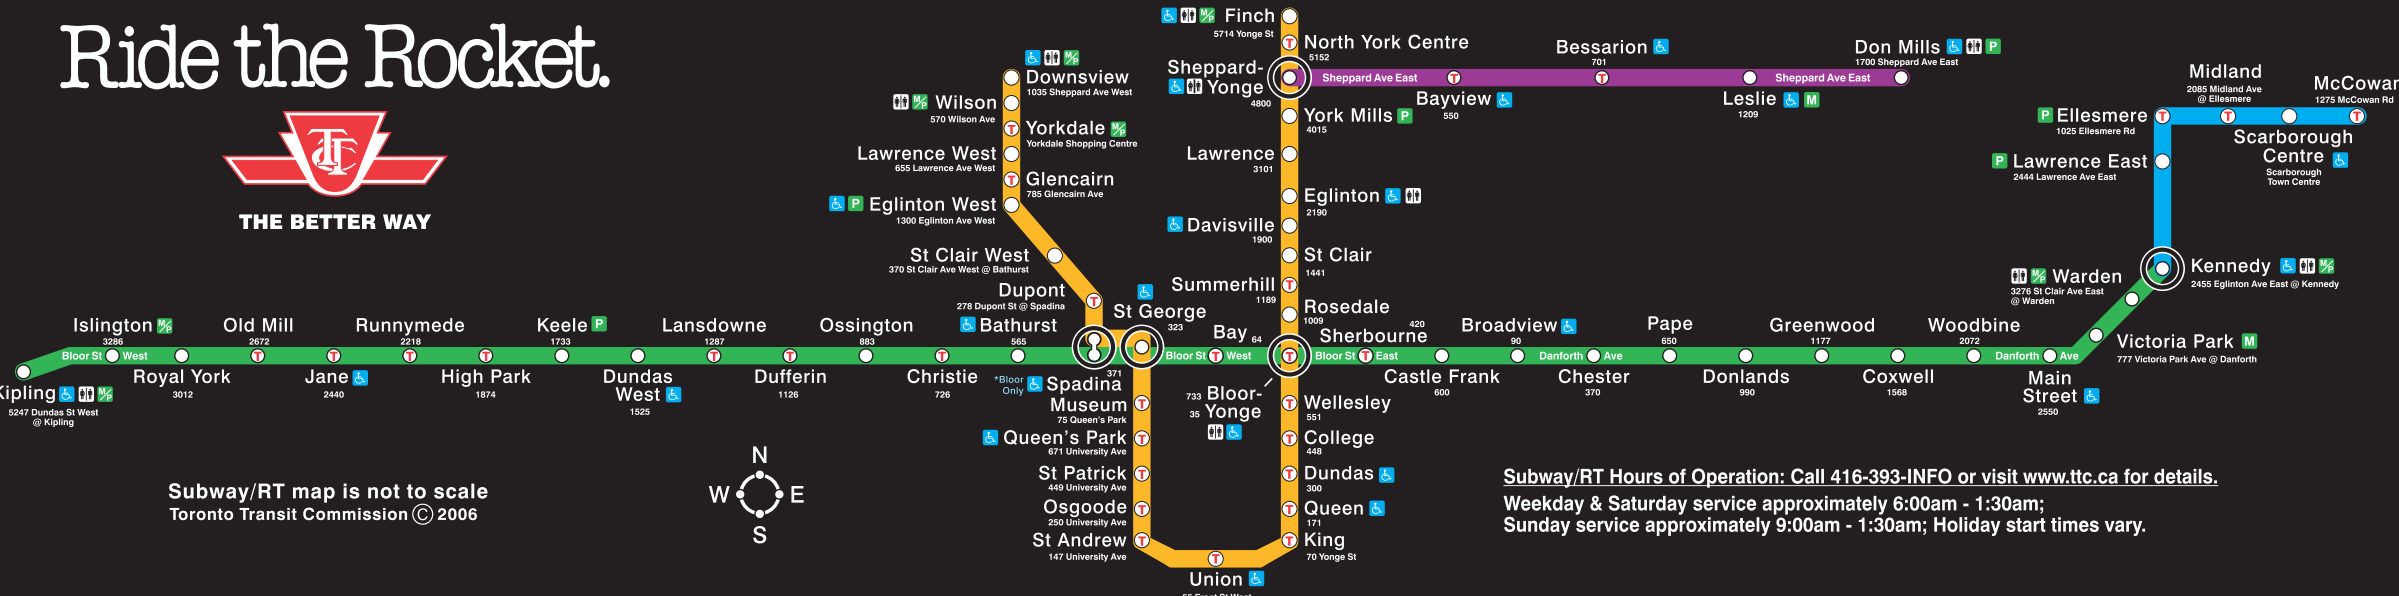 Ride the Rocket.
TTC
THE BETTER WAY
Downsview
1035 Sheppard Ave West
Wilson
570 Wilson Ave
Yorkdale
Yorkdale Shopping Centre
Lawrence West
655 Lawrence Ave West
Glencairn
785 Glencairn Ave
Eglinton West
1300 Eglinton Ave West
St Clair West
370 St Clair Ave West @ Bathurst
Dupont
278 Dupont St @ Spadina
St George
323
Finch
5714 Yonge St
North York Centre
5152
Sheppard-
Yonge
4800
York Mills
4015
Lawrence
3101
Eglinton
2190
Davisville
1900
St Clair
1441
Summerhill
1189
Rosedale
1009
Sheppard Ave East
Bayview
550
Bessarion
701
Leslie
1209
Sheppard Ave East
Don Mills
1700 Sheppard Ave East
McCowan
1275 McCowan Rd
Midland
2085 Midland Ave
@ Ellesmere
Scarborough
Centre
Scarborough
Town Centre
Ellesmere
1025 Ellesmere Rd
Lawrence East
2444 Lawrence Ave East
Kennedy
2455 Eglinton Ave East @ Kennedy
Warden
3276 St Clair Ave East
@ Warden
Victoria Park
777 Victoria Park Ave @ Danforth
Kipling
5247 Dundas St West
@ Kipling
Islington
3286
Bloor St West
Royal York
3012
Old Mill
2672
Jane
2440
Runnymede
2218
High Park
1874
Keele
1733
Dundas
West
1525
Lansdowne
1287
Dufferin
1126
Ossington
883
Christie
726
Bathurst
565
*Bloor
Only
Spadina
371
Bloor St West
Bay 64
733 Bloor-
35 Yonge
Bloor St East
Sherbourne
420
Castle Frank
600
Broadview
90
Danforth Ave
Chester
370
Pape
650
Donlands
990
Greenwood
1177
Coxwell
1568
Woodbine
2072
Danforth Ave
Main
Street
2550
Museum
75 Queen's Park
Queen's Park
671 University Ave
St Patrick
449 University Ave
Osgoode
250 University Ave
St Andrew
147 University Ave
Union
Wellesley
551
College
448
Dundas
300
Queen
171
King
70 Yonge St
Subway/RT map is not to scale
Toronto Transit Commission © 2006
N
W E
S
Subway/RT Hours of Operation: Call 416-393-INFO or visit www.ttc.ca for details.
Weekday & Saturday service approximately 6:00am - 1:30am;
Sunday service approximately 9:00am - 1:30am; Holiday start times vary.